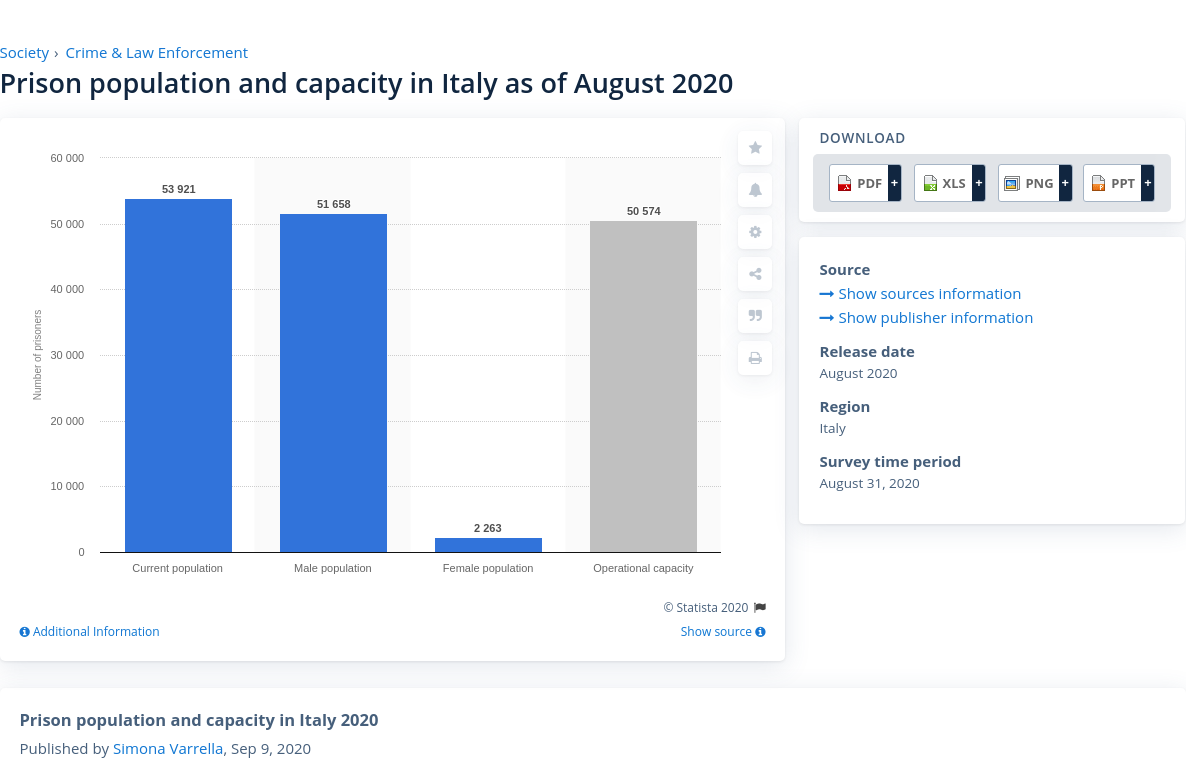 Society › Crime & Law Enforcement
Prison population and capacity in Italy as of August 2020
60 000
50 000
40 000
30 000
20 000
10 000
0
Number of prisoners
53 921
51 658
2 263
50 574
Current population
Male population
Female population
Operational capacity
© Statista 2020
Additional Information
Show source
DOWNLOAD
PDF +
XLS +
PNG +
PPT +
Source
Show sources information
Show publisher information
Release date
August 2020
Region
Italy
Survey time period
August 31, 2020
Prison population and capacity in Italy 2020
Published by Simona Varrella, Sep 9, 2020